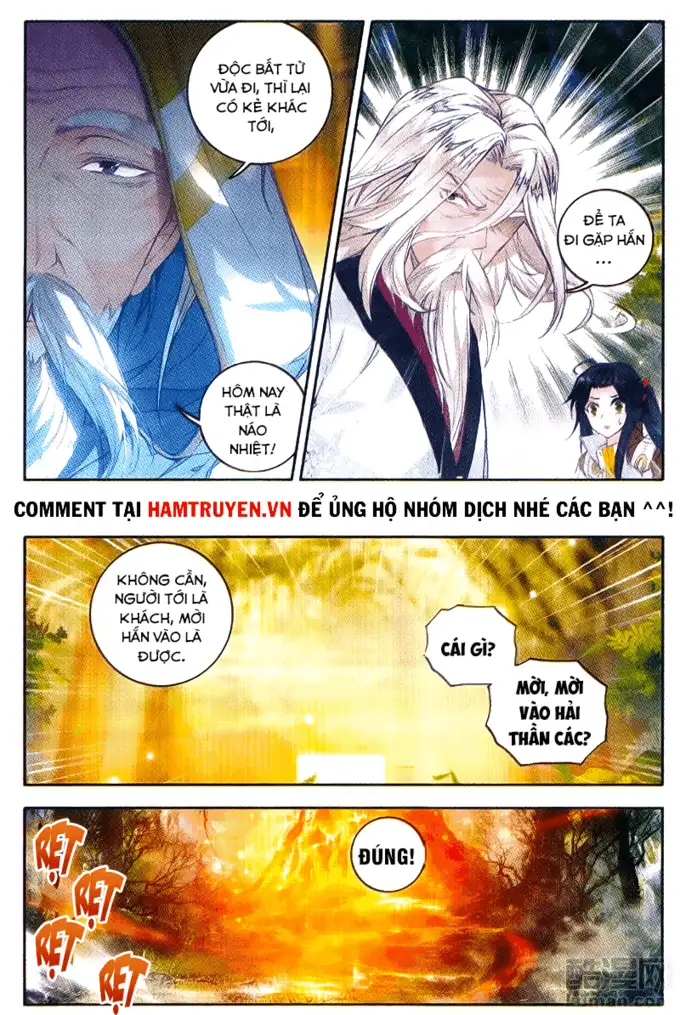 ĐỘC BẤT TỬ
VỪA ĐI, THÌ LẠI
CÓ KẺ KHÁC
TỚI,
ĐỂ TA
ĐI GẶP HẮN
...
HÔM NAY
THẬT LÀ
NÁO
NHIỆT!
COMMENT TẠI HAMTRUYEN.VN ĐỂ ỦNG HỘ NHÓM DỊCH NHÉ CÁC BẠN ^^!
KHÔNG CẦN,
NGƯỜI TỚI LÀ
KHÁCH, MỜI
HẮN VÀO LÀ
ĐƯỢC.
CÁI GÌ?
MỜI, MỜI
VÀO HẢI
THẦN CÁC?
ĐÚNG!
RẸT
RẸT
RẸT
RẸT
酷漫网